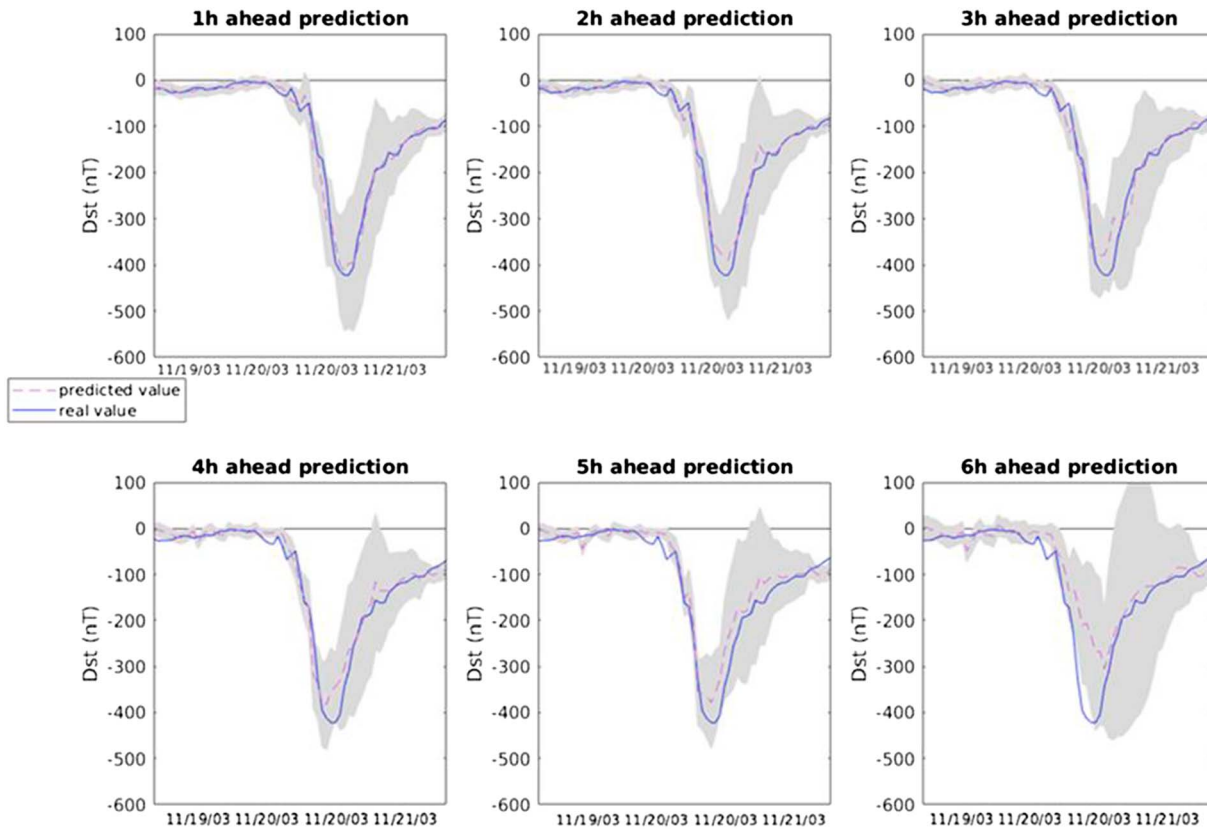 1h ahead prediction
2h ahead prediction
3h ahead prediction
100
0
-100
-200
-300
-400
-500
-600
Dst (nT)
11/19/03 11/20/03 11/20/03 11/21/03
100
0
-100
-200
-300
-400
-500
-600
Dst (nT)
11/19/03 11/20/03 11/20/03 11/21/03
100
0
-100
-200
-300
-400
-500
-600
Dst (nT)
11/19/03 11/20/03 11/20/03 11/21/03
predicted value
real value
4h ahead prediction
5h ahead prediction
6h ahead prediction
100
0
-100
-200
-300
-400
-500
-600
Dst (nT)
11/19/03 11/20/03 11/20/03 11/21/03
100
0
-100
-200
-300
-400
-500
-600
Dst (nT)
11/19/03 11/20/03 11/20/03 11/21/03
100
0
-100
-200
-300
-400
-500
-600
Dst (nT)
11/19/03 11/20/03 11/20/03 11/21/03